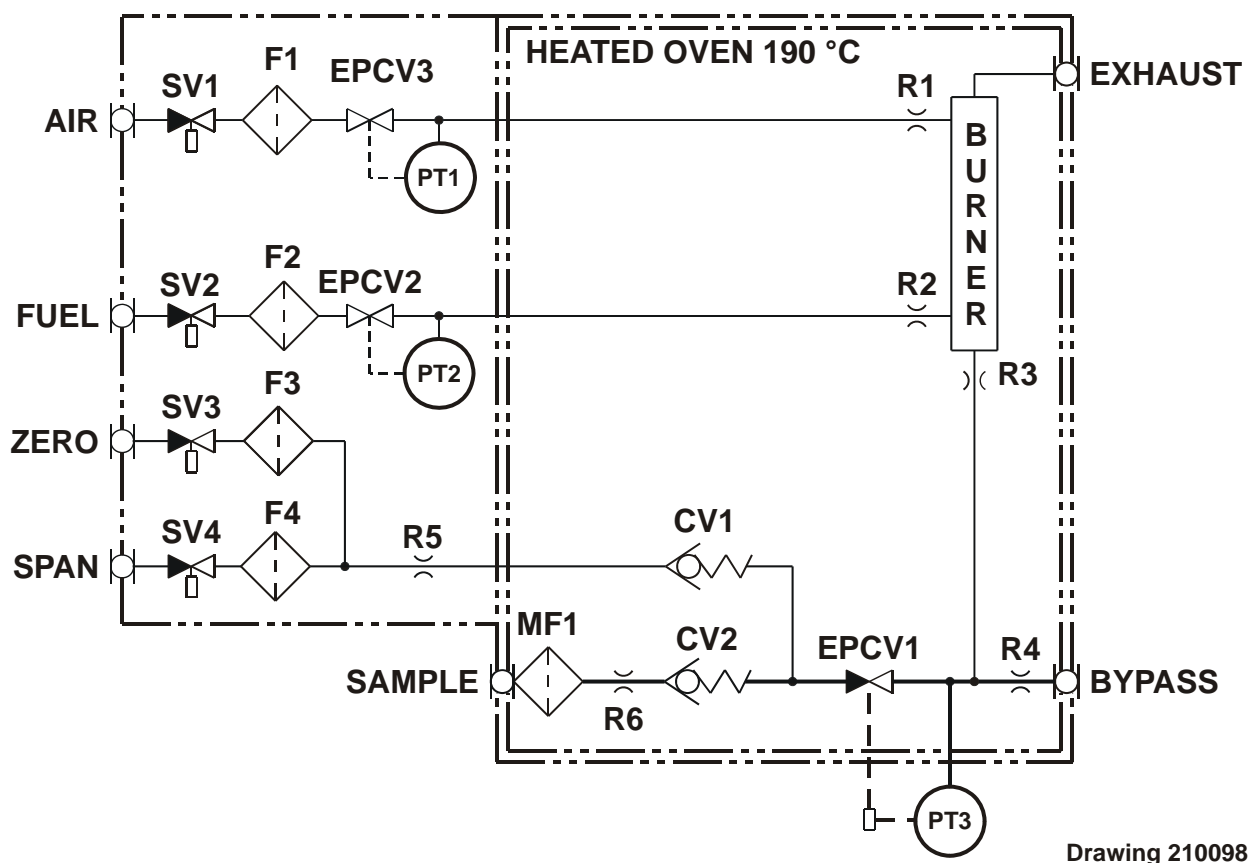 HEATED OVEN 190 °C
F1
EPCV3
SV1
R1
EXHAUST
AIR
PT1
BURNER
F2
SV2
EPCV2
R2
FUEL
PT2
R3
F3
SV3
ZERO
F4
SV4
R5
CV1
SPAN
MF1
CV2
EPCV1
R4
SAMPLE
BYPASS
R6
PT3
Drawing 210098